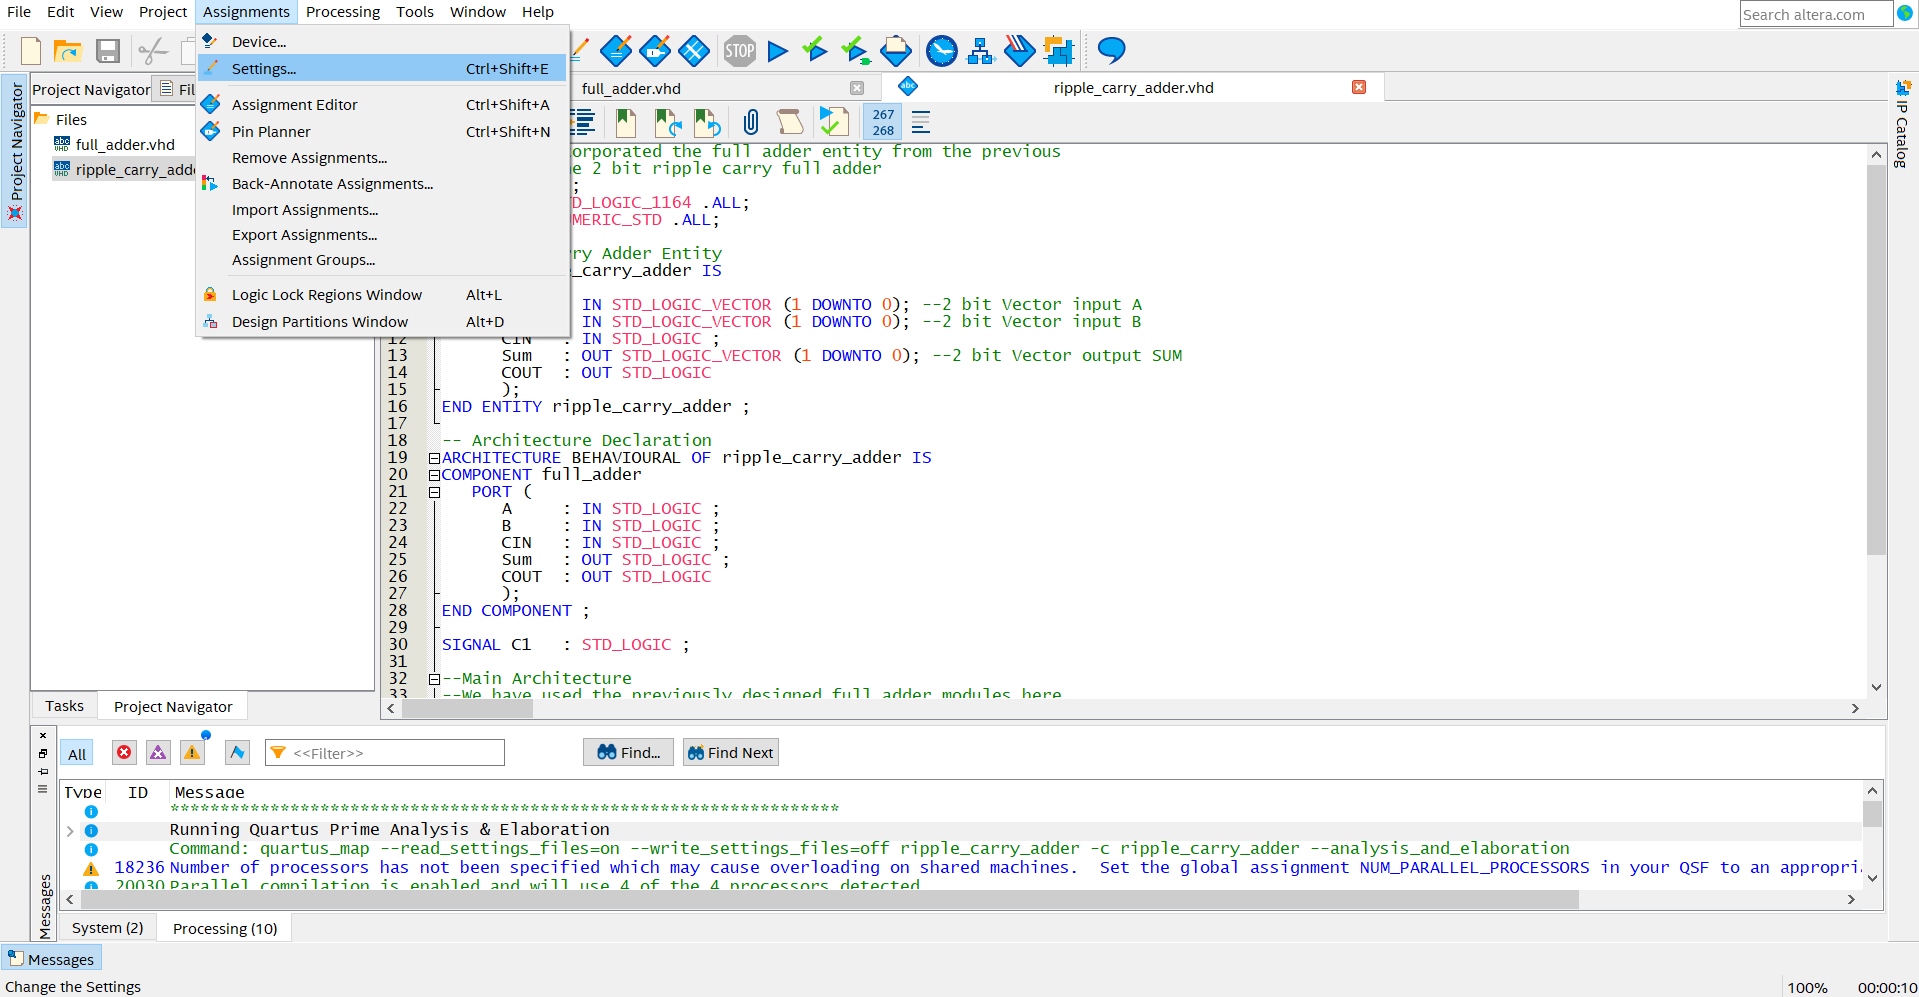 File Edit View Project Assignments Processing Tools Window Help
Search altera.com
Device...
Settings... Ctrl+Shift+E
Assignment Editor Ctrl+Shift+A
Pin Planner Ctrl+Shift+N
Remove Assignments...
Back-Annotate Assignments...
Import Assignments...
Export Assignments...
Assignment Groups...
Logic Lock Regions Window Alt+L
Design Partitions Window Alt+D
STOP
Project Navigator
Project Navigator Fil
Files
full_adder.vhd
ripple_carry_adde
full_adder.vhd
ripple_carry_adder.vhd
267
268
IP Catalog
orporated the full adder entity from the previous
e 2 bit ripple carry full adder
;
TD_LOGIC_1164 .ALL;
MERIC_STD .ALL;
ry Adder Entity
_carry_adder IS
IN STD_LOGIC_VECTOR (1 DOWNTO 0); --2 bit Vector input A
IN STD_LOGIC_VECTOR (1 DOWNTO 0); --2 bit Vector input B
12 CIN : IN STD_LOGIC ;
13 Sum : OUT STD_LOGIC_VECTOR (1 DOWNTO 0); --2 bit Vector output SUM
14 COUT : OUT STD_LOGIC
15 );
16 END ENTITY ripple_carry_adder ;
17
18 -- Architecture Declaration
19 ARCHITECTURE BEHAVIOURAL OF ripple_carry_adder IS
20 COMPONENT full_adder
21 PORT (
22 A : IN STD_LOGIC ;
23 B : IN STD_LOGIC ;
24 CIN : IN STD_LOGIC ;
25 Sum : OUT STD_LOGIC ;
26 COUT : OUT STD_LOGIC
27 );
28 END COMPONENT ;
29
30 SIGNAL C1 : STD_LOGIC ;
31
32 --Main Architecture
33 --We have used the previously designed full adder modules here
Tasks Project Navigator
All <<Filter>> Find... Find Next
Type ID Message
*******************************************************************
Running Quartus Prime Analysis & Elaboration
Command: quartus_map --read_settings_files=on --write_settings_files=off ripple_carry_adder -c ripple_carry_adder --analysis_and_elaboration
18236 Number of processors has not been specified which may cause overloading on shared machines.  Set the global assignment NUM_PARALLEL_PROCESSORS in your QSF to an appropri
20030 Parallel compilation is enabled and will use 4 of the 4 processors detected
Messages
System (2) Processing (10)
Messages
Change the Settings
100% 00:00:10